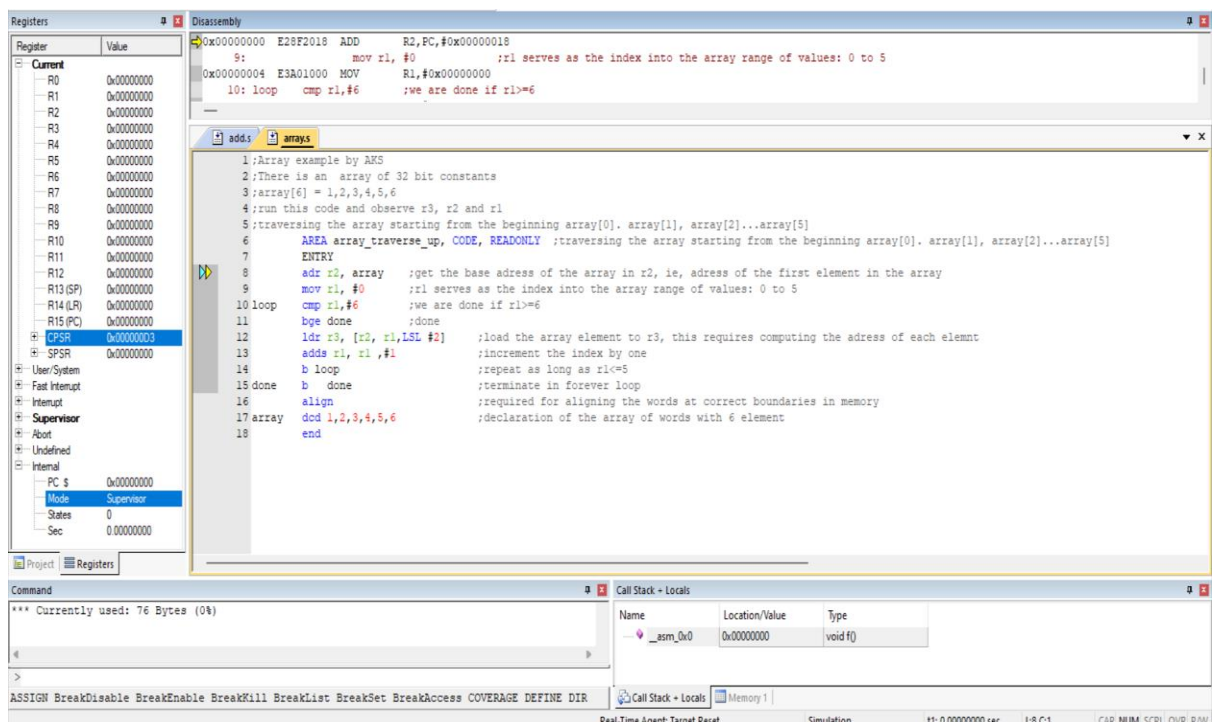 Registers
Register Value
Current
R0 0x00000000
R1 0x00000000
R2 0x00000000
R3 0x00000000
R4 0x00000000
R5 0x00000000
R6 0x00000000
R7 0x00000000
R8 0x00000000
R9 0x00000000
R10 0x00000000
R11 0x00000000
R12 0x00000000
R13 (SP) 0x00000000
R14 (LR) 0x00000000
R15 (PC) 0x00000000
CPSR 0x000000D3
SPSR 0x00000000
User/System
Fast Interrupt
Interrupt
Supervisor
Abort
Undefined
Internal
PC $ 0x00000000
Mode Supervisor
States 0
Sec 0.00000000
Project Registers
Disassembly
0x00000000 E28F2018 ADD R2,PC,#0x00000018
9: mov r1, #0 ;r1 serves as the index into the array range of values: 0 to 5
0x00000004 E3A01000 MOV R1,#0x00000000
10: loop cmp r1,#6 ;we are done if r1>=6
add.s array.s
1 ;Array example by AKS
2 ;There is an array of 32 bit constants
3 ;array[6] = 1,2,3,4,5,6
4 ;run this code and observe r3, r2 and r1
5 ;traversing the array starting from the beginning array[0]. array[1], array[2]...array[5]
6 AREA array_traverse_up, CODE, READONLY ;traversing the array starting from the beginning array[0]. array[1], array[2]...array[5]
7 ENTRY
8 adr r2, array ;get the base adress of the array in r2, ie, adress of the first element in the array
9 mov r1, #0 ;r1 serves as the index into the array range of values: 0 to 5
10 loop cmp r1,#6 ;we are done if r1>=6
11 bge done ;done
12 ldr r3, [r2, r1,LSL #2] ;load the array element to r3, this requires computing the adress of each elemnt
13 adds r1, r1 ,#1 ;increment the index by one
14 b loop ;repeat as long as r1<=5
15 done b done ;terminate in forever loop
16 align ;required for aligning the words at correct boundaries in memory
17 array dcd 1,2,3,4,5,6 ;declaration of the array of words with 6 element
18 end
Command
*** Currently used: 76 Bytes (0%)
>
ASSIGN BreakDisable BreakEnable BreakKill BreakList BreakSet BreakAccess COVERAGE DEFINE DIR
Call Stack + Locals
Name Location/Value Type
__asm_0x0 0x00000000 void f()
Call Stack + Locals Memory 1
Real-Time Agent: Target Reset Simulation t1: 0.00000000 sec L:8 C:1 CAP NUM SCRL OVR R/W